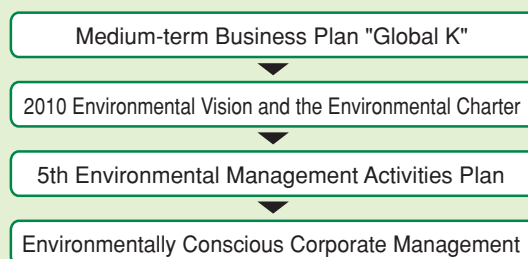 Medium-term Business Plan "Global K"
2010 Environmental Vision and the Environmental Charter
5th Environmental Management Activities Plan
Environmentally Conscious Corporate Management